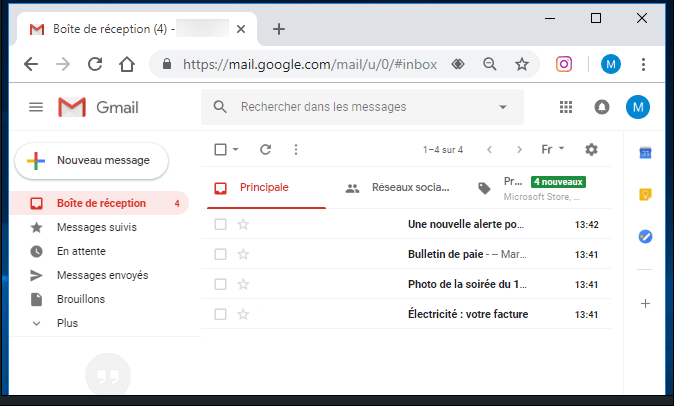 Boîte de réception (4) -
https://mail.google.com/mail/u/0/#inbox
M
Gmail
Rechercher dans les messages
M
Nouveau message
1–4 sur 4
Fr
31
Principale
Réseaux socia...
Pr... 4 nouveaux
Microsoft Store, ...
Boîte de réception 4
Messages suivis
En attente
Messages envoyés
Brouillons
Plus
Une nouvelle alerte po... 13:42
Bulletin de paie - – Mar... 13:41
Photo de la soirée du 1... 13:41
Électricité : votre facture 13:41